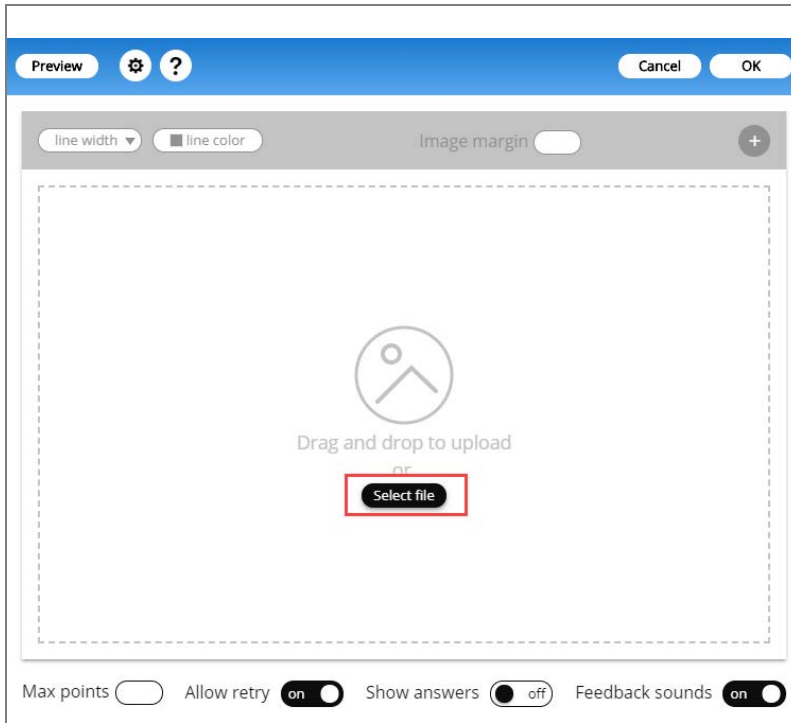 Preview ? Cancel OK
line width line color Image margin +
Drag and drop to upload
or
Select file
Max points Allow retry on Show answers off Feedback sounds on